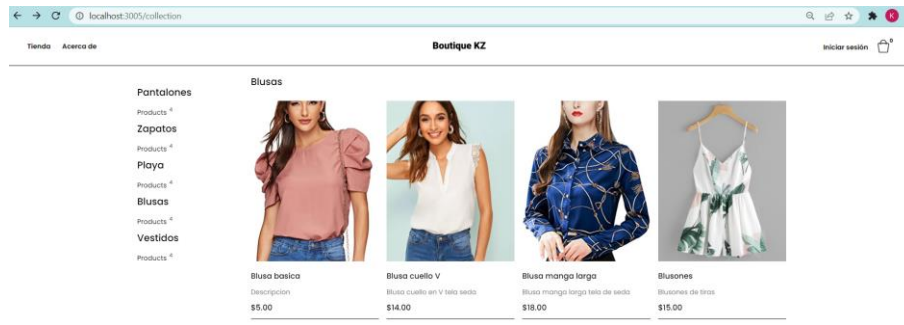 localhost:3005/collection
K
Tienda Acerca de
Boutique KZ
Iniciar sesión
0
Pantalones
Products 4
Zapatos
Products 4
Playa
Products 4
Blusas
Products 4
Vestidos
Products 4
Blusas
Blusa basica
Descripcion
$5.00
Blusa cuello V
Blusa cuello en V tela seda
$14.00
Blusa manga larga
Blusa manga larga tela de seda
$18.00
Blusones
Blusones de tiras
$15.00